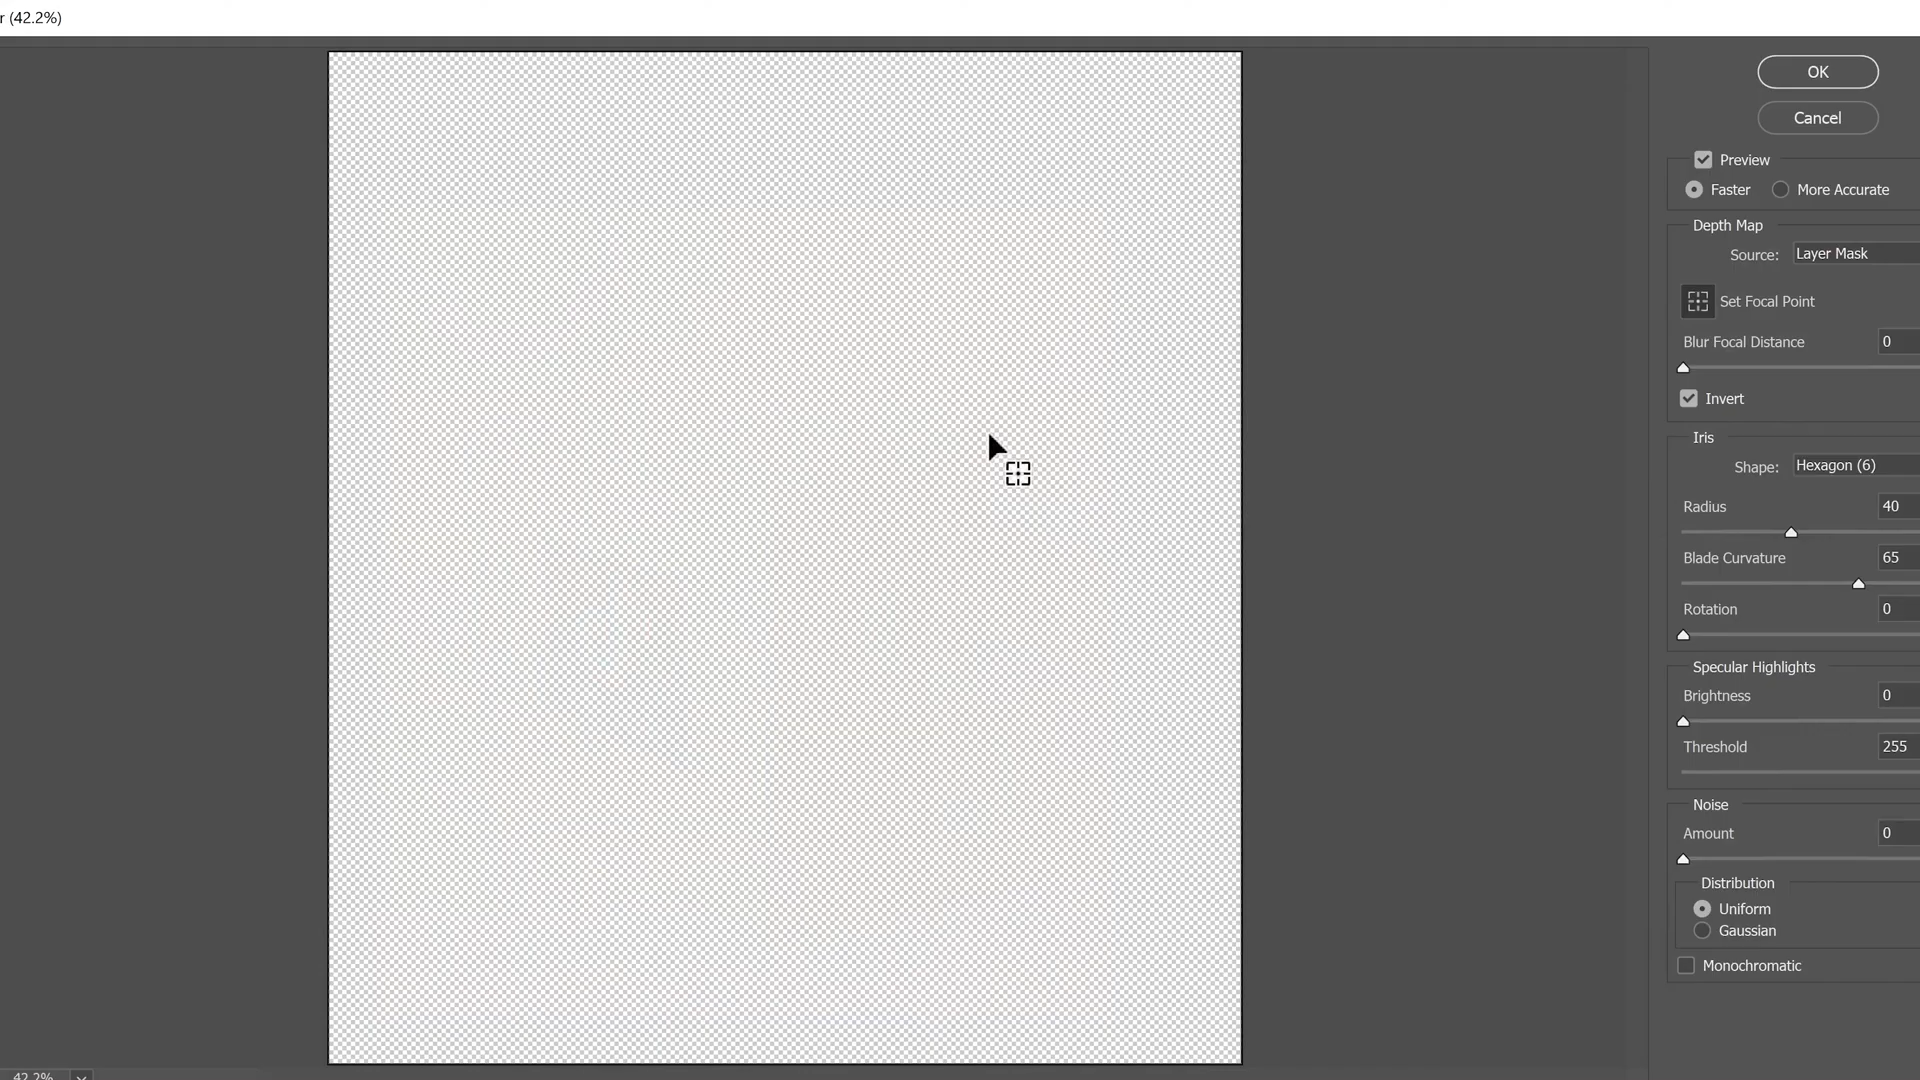 r (42.2%)
OK
Cancel
Preview
Faster More Accurate
Depth Map
Source: Layer Mask
Set Focal Point
Blur Focal Distance 0
Invert
Iris
Shape: Hexagon (6)
Radius 40
Blade Curvature 65
Rotation 0
Specular Highlights
Brightness 0
Threshold 255
Noise
Amount 0
Distribution
Uniform
Gaussian
Monochromatic
42.2%